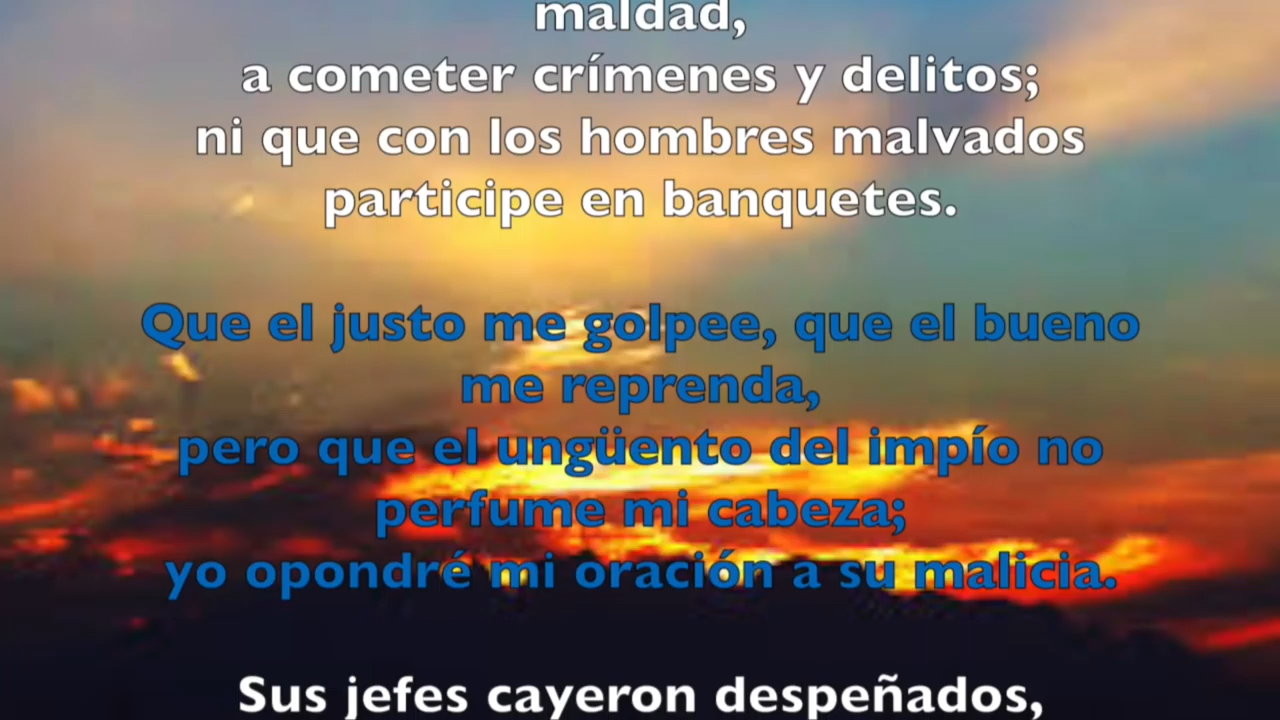 maldad,
a cometer crímenes y delitos;
ni que con los hombres malvados
participe en banquetes.
Que el justo me golpee, que el bueno
me reprenda,
pero que el ungüento del impío no
perfume mi cabeza;
yo opondré mi oración a su malicia.
Sus jefes cayeron despeñados,